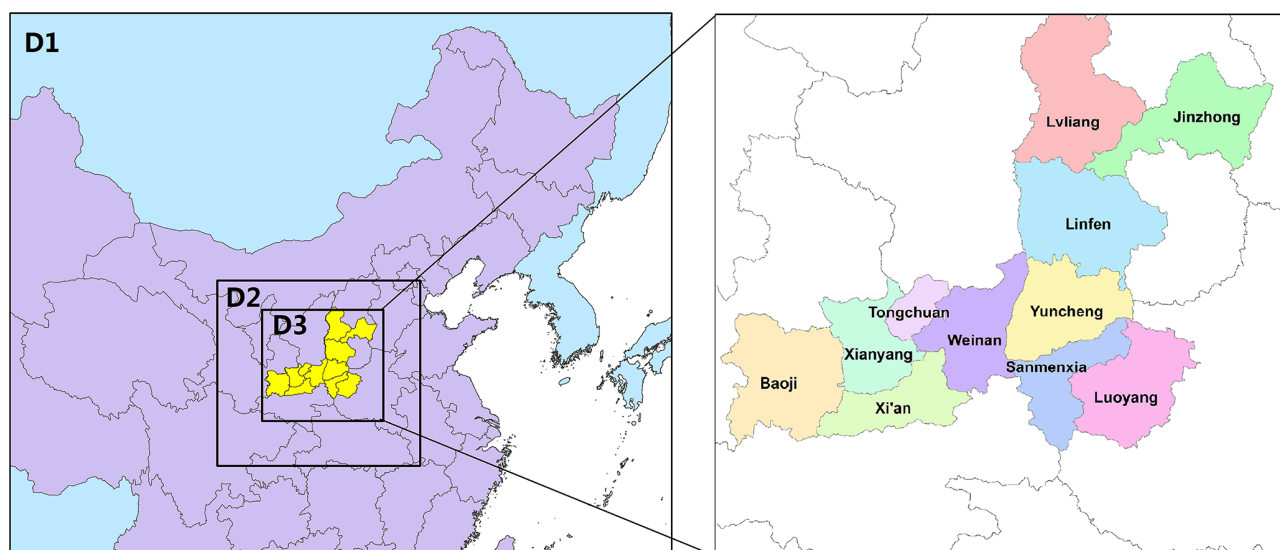 D1
D2
D3
Lvliang
Jinzhong
Linfen
Tongchuan
Yuncheng
Weinan
Xianyang
Sanmenxia
Baoji
Luoyang
Xi'an